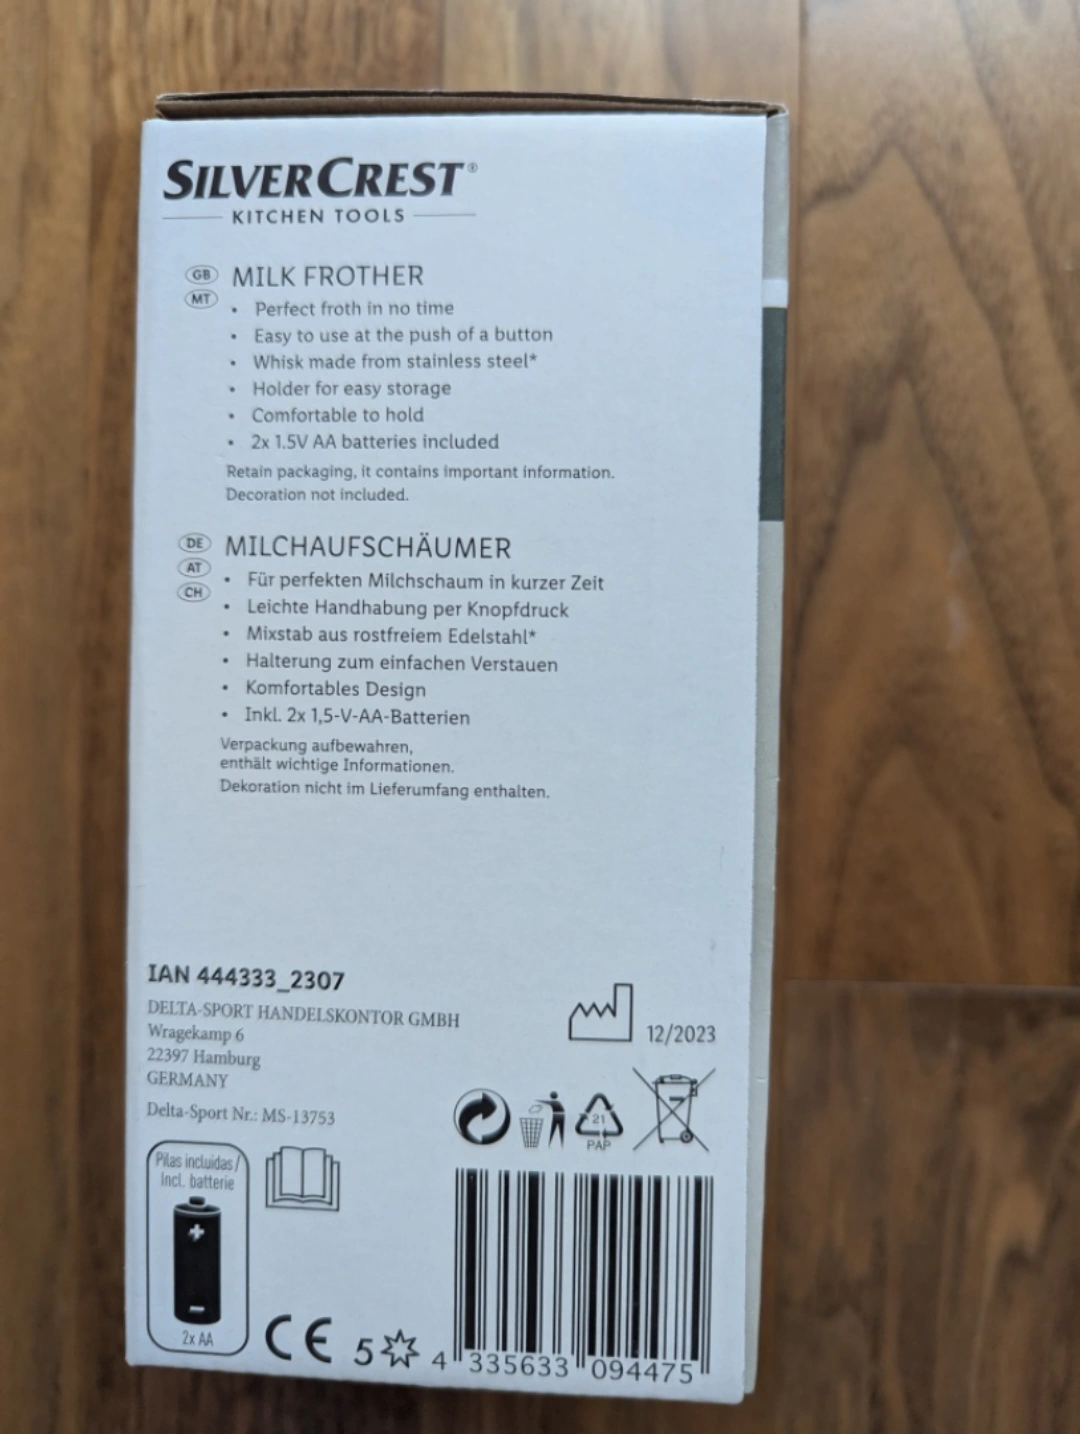 SILVERCREST®
KITCHEN TOOLS
GB MILK FROTHER
MT
• Perfect froth in no time
• Easy to use at the push of a button
• Whisk made from stainless steel*
• Holder for easy storage
• Comfortable to hold
• 2x 1.5V AA batteries included
Retain packaging, it contains important information.
Decoration not included.
DE MILCHAUFSCHÄUMER
AT
CH
• Für perfekten Milchschaum in kurzer Zeit
• Leichte Handhabung per Knopfdruck
• Mixstab aus rostfreiem Edelstahl*
• Halterung zum einfachen Verstauen
• Komfortables Design
• Inkl. 2x 1,5-V-AA-Batterien
Verpackung aufbewahren,
enthält wichtige Informationen.
Dekoration nicht im Lieferumfang enthalten.
IAN 444333_2307
DELTA-SPORT HANDELSKONTOR GMBH
Wragekamp 6
22397 Hamburg
GERMANY
Delta-Sport Nr.: MS-13753
12/2023
21
PAP
Pilas incluidas /
Incl. batterie
+
–
2x AA
CE 5
4 335633 094475